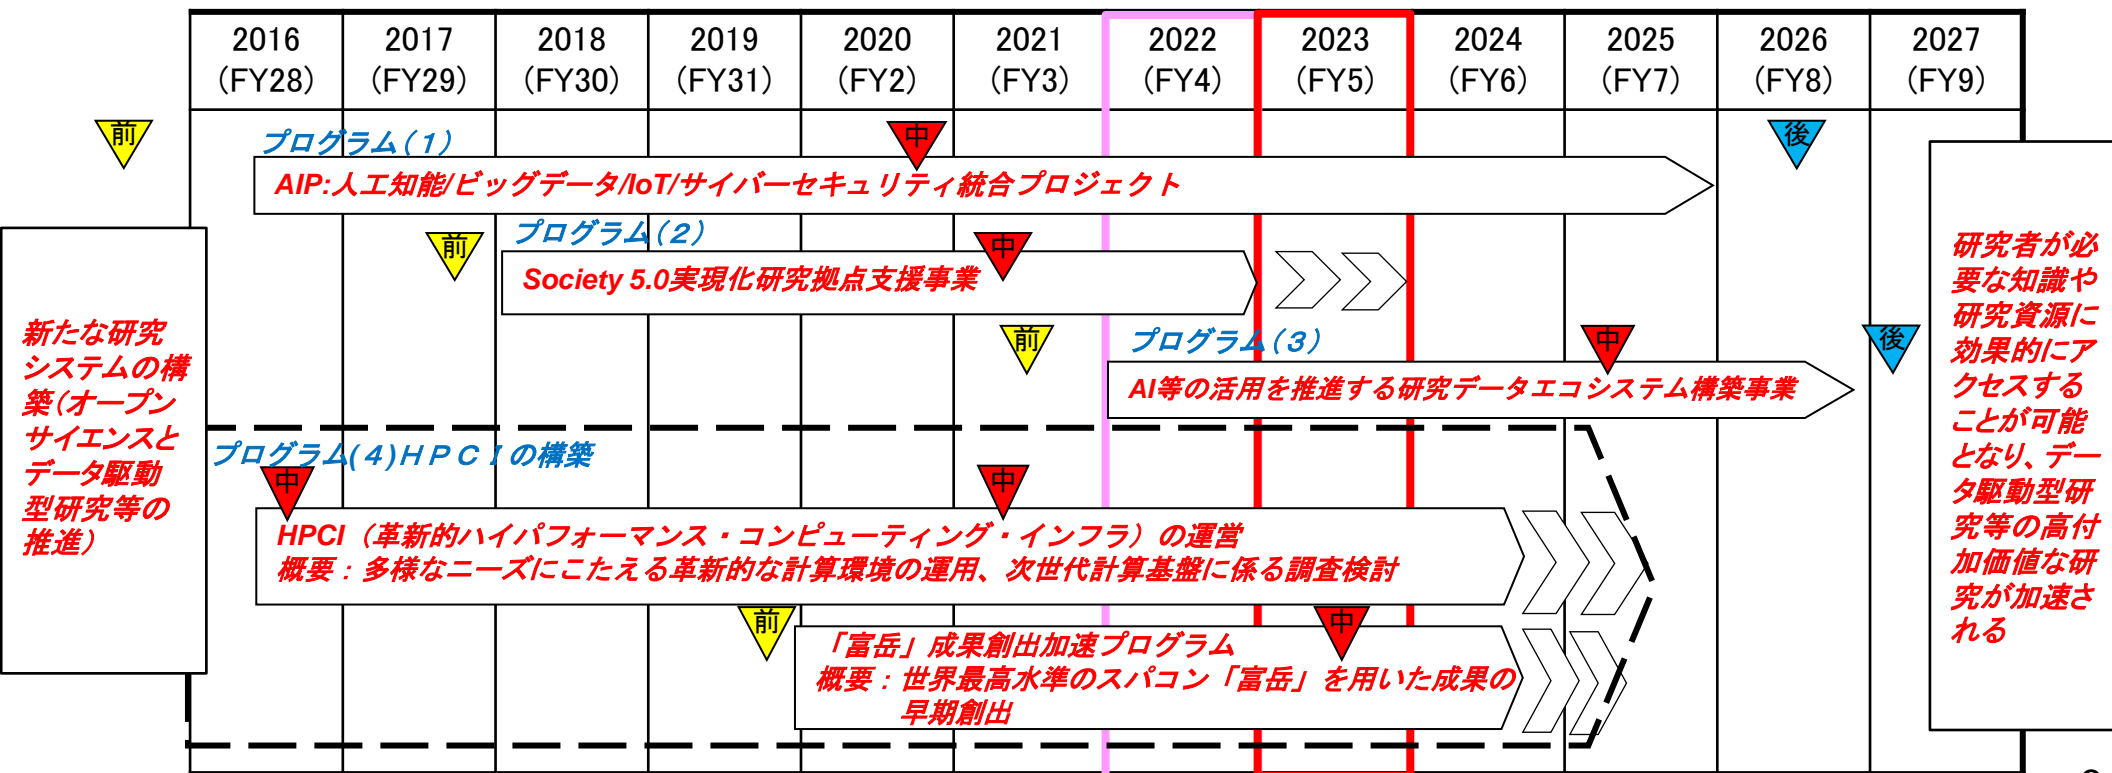 2016 2017 2018 2019 2020 2021 2022 2023 2024 2025 2026 2027
(FY28) (FY29) (FY30) (FY31) (FY2) (FY3) (FY4) (FY5) (FY6) (FY7) (FY8) (FY9)
前
プログラム(1)
中
後
AIP:人工知能/ビッグデータ/IoT/サイバーセキュリティ統合プロジェクト
前
プログラム(2)
中
Society 5.0実現化研究拠点支援事業
前
プログラム(3)
中
後
AI等の活用を推進する研究データエコシステム構築事業
新たな研究
システムの構
築(オープン
サイエンスと
データ駆動
型研究等の
推進)
プログラム(4)HPCIの構築
中
中
HPCI(革新的ハイパフォーマンス・コンピューティング・インフラ)の運営
概要:多様なニーズにこたえる革新的な計算環境の運用、次世代計算基盤に係る調査検討
前
中
「富岳」成果創出加速プログラム
概要:世界最高水準のスパコン「富岳」を用いた成果の
早期創出
研究者が必
要な知識や
研究資源に
効果的にア
クセスする
ことが可能
となり、デー
タ駆動型研
究等の高付
加価値な研
究が加速さ
れる